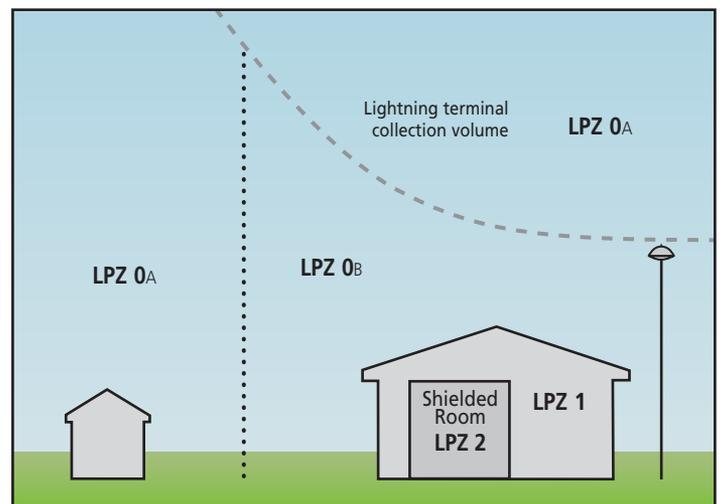 Lightning terminal
collection volume
LPZ 0A
LPZ 0A
LPZ 0B
Shielded
Room
LPZ 2
LPZ 1